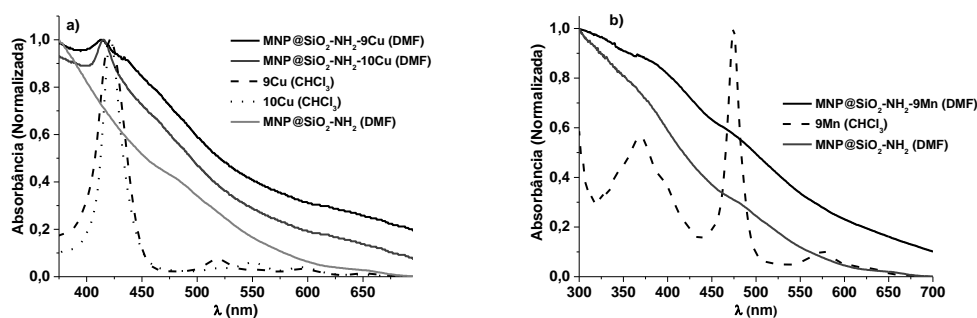 a)
Absorbância (Normalizada)
1,0
0,8
0,6
0,4
0,2
0,0
MNP@SiO₂-NH₂-9Cu (DMF)
MNP@SiO₂-NH₂-10Cu (DMF)
9Cu (CHCl₃)
10Cu (CHCl₃)
MNP@SiO₂-NH₂ (DMF)
400 450 500 550 600 650
λ (nm)
b)
Absorbância (Normalizada)
1,0
0,8
0,6
0,4
0,2
0,0
MNP@SiO₂-NH₂-9Mn (DMF)
9Mn (CHCl₃)
MNP@SiO₂-NH₂ (DMF)
300 350 400 450 500 550 600 650 700
λ (nm)